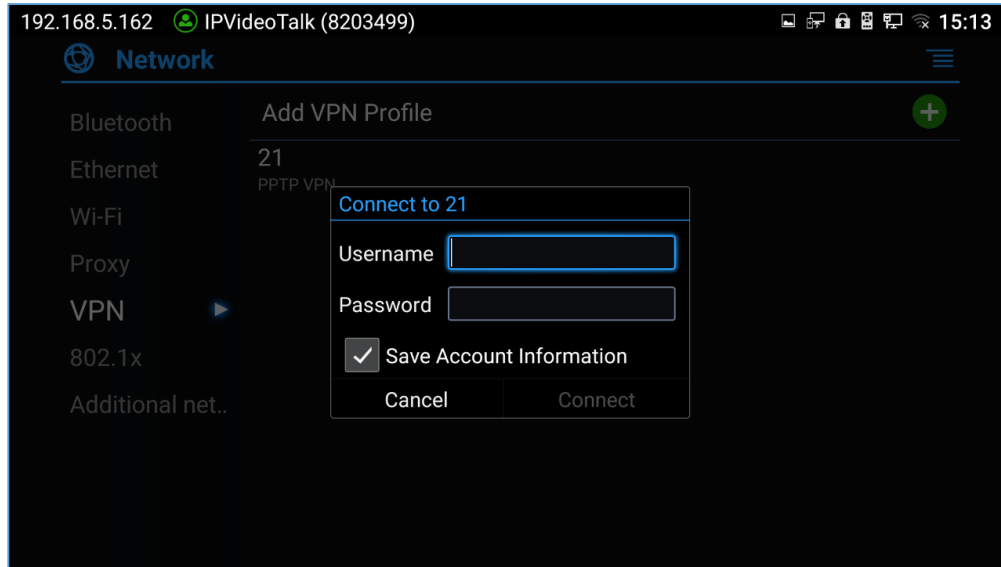 192.168.5.162 IPVideoTalk (8203499) 15:13
Network
Bluetooth
Ethernet
Wi-Fi
Proxy
VPN
802.1x
Additional net..
Add VPN Profile
21
PPTP VPN
Connect to 21
Username
Password
Save Account Information
Cancel Connect